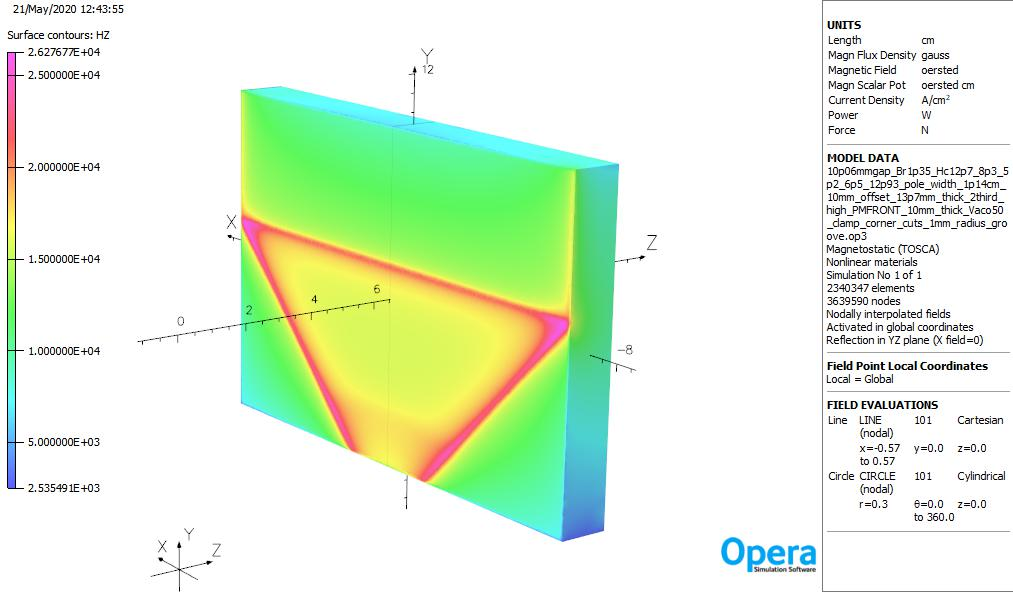 21/May/2020 12:43:55
Surface contours: HZ
2.627677E+04
2.500000E+04
2.000000E+04
1.500000E+04
1.000000E+04
5.000000E+03
2.535491E+03
Y
12
X
Z
0
2
4
6
-8
X
Y
Z
Opera
Simulation Software
UNITS
Length cm
Magn Flux Density gauss
Magnetic Field oersted
Magn Scalar Pot oersted cm
Current Density A/cm²
Power W
Force N
MODEL DATA
10p06mmgap_Br1p35_Hc12p7_8p3_5
p2_6p5_12p93_pole_width_1p14cm_
10mm_offset_13p7mm_thick_2third_
high_PMFRONT_10mm_thick_Vaco50
_clamp_corner_cuts_1mm_radius_gro
ove.op3
Magnetostatic (TOSCA)
Nonlinear materials
Simulation No 1 of 1
2340347 elements
3639590 nodes
Nodally interpolated fields
Activated in global coordinates
Reflection in YZ plane (X field=0)
Field Point Local Coordinates
Local = Global
FIELD EVALUATIONS
Line LINE 101 Cartesian
(nodal)
x=-0.57 y=0.0 z=0.0
to 0.57
Circle CIRCLE 101 Cylindrical
(nodal)
r=0.3 θ=0.0 z=0.0
to 360.0